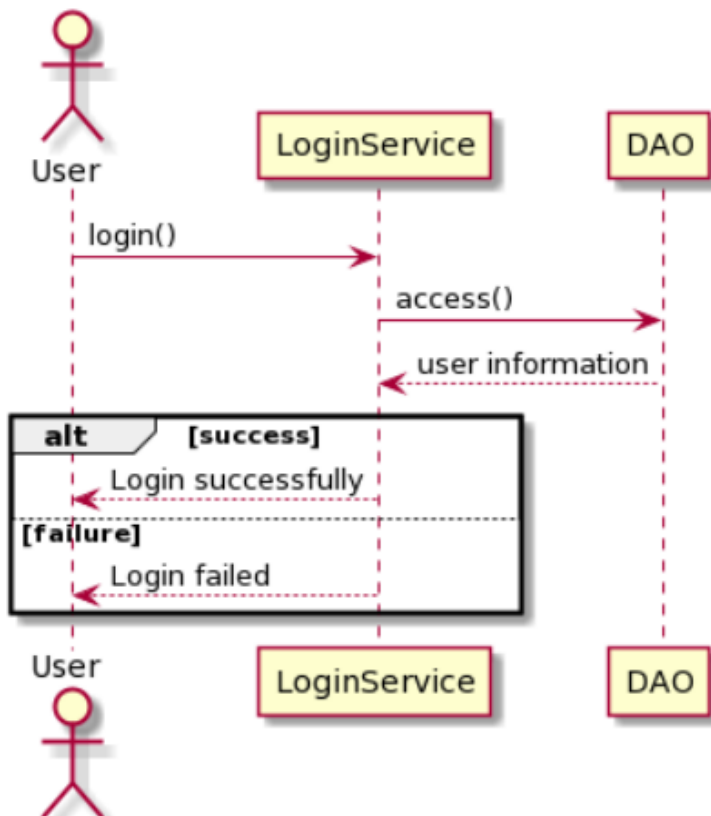 User
LoginService
DAO
login()
access()
user information
alt
[success]
Login successfully
[failure]
Login failed
User
LoginService
DAO